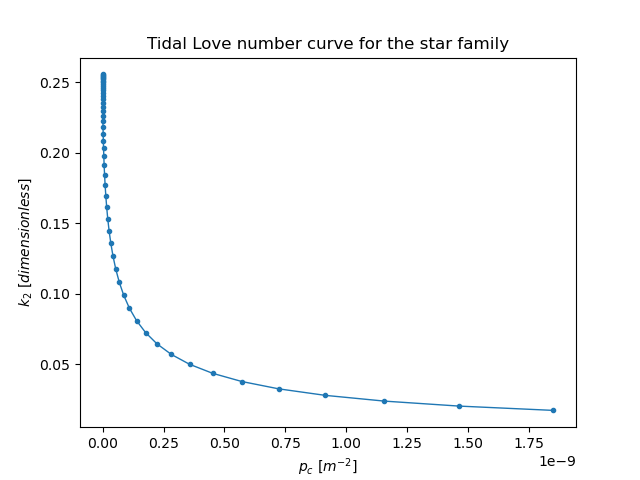 Tidal Love number curve for the star family
0.25
0.20
0.15
0.10
0.05
k₂ [dimensionless]
0.00 0.25 0.50 0.75 1.00 1.25 1.50 1.75
1e−9
p_c [m⁻²]